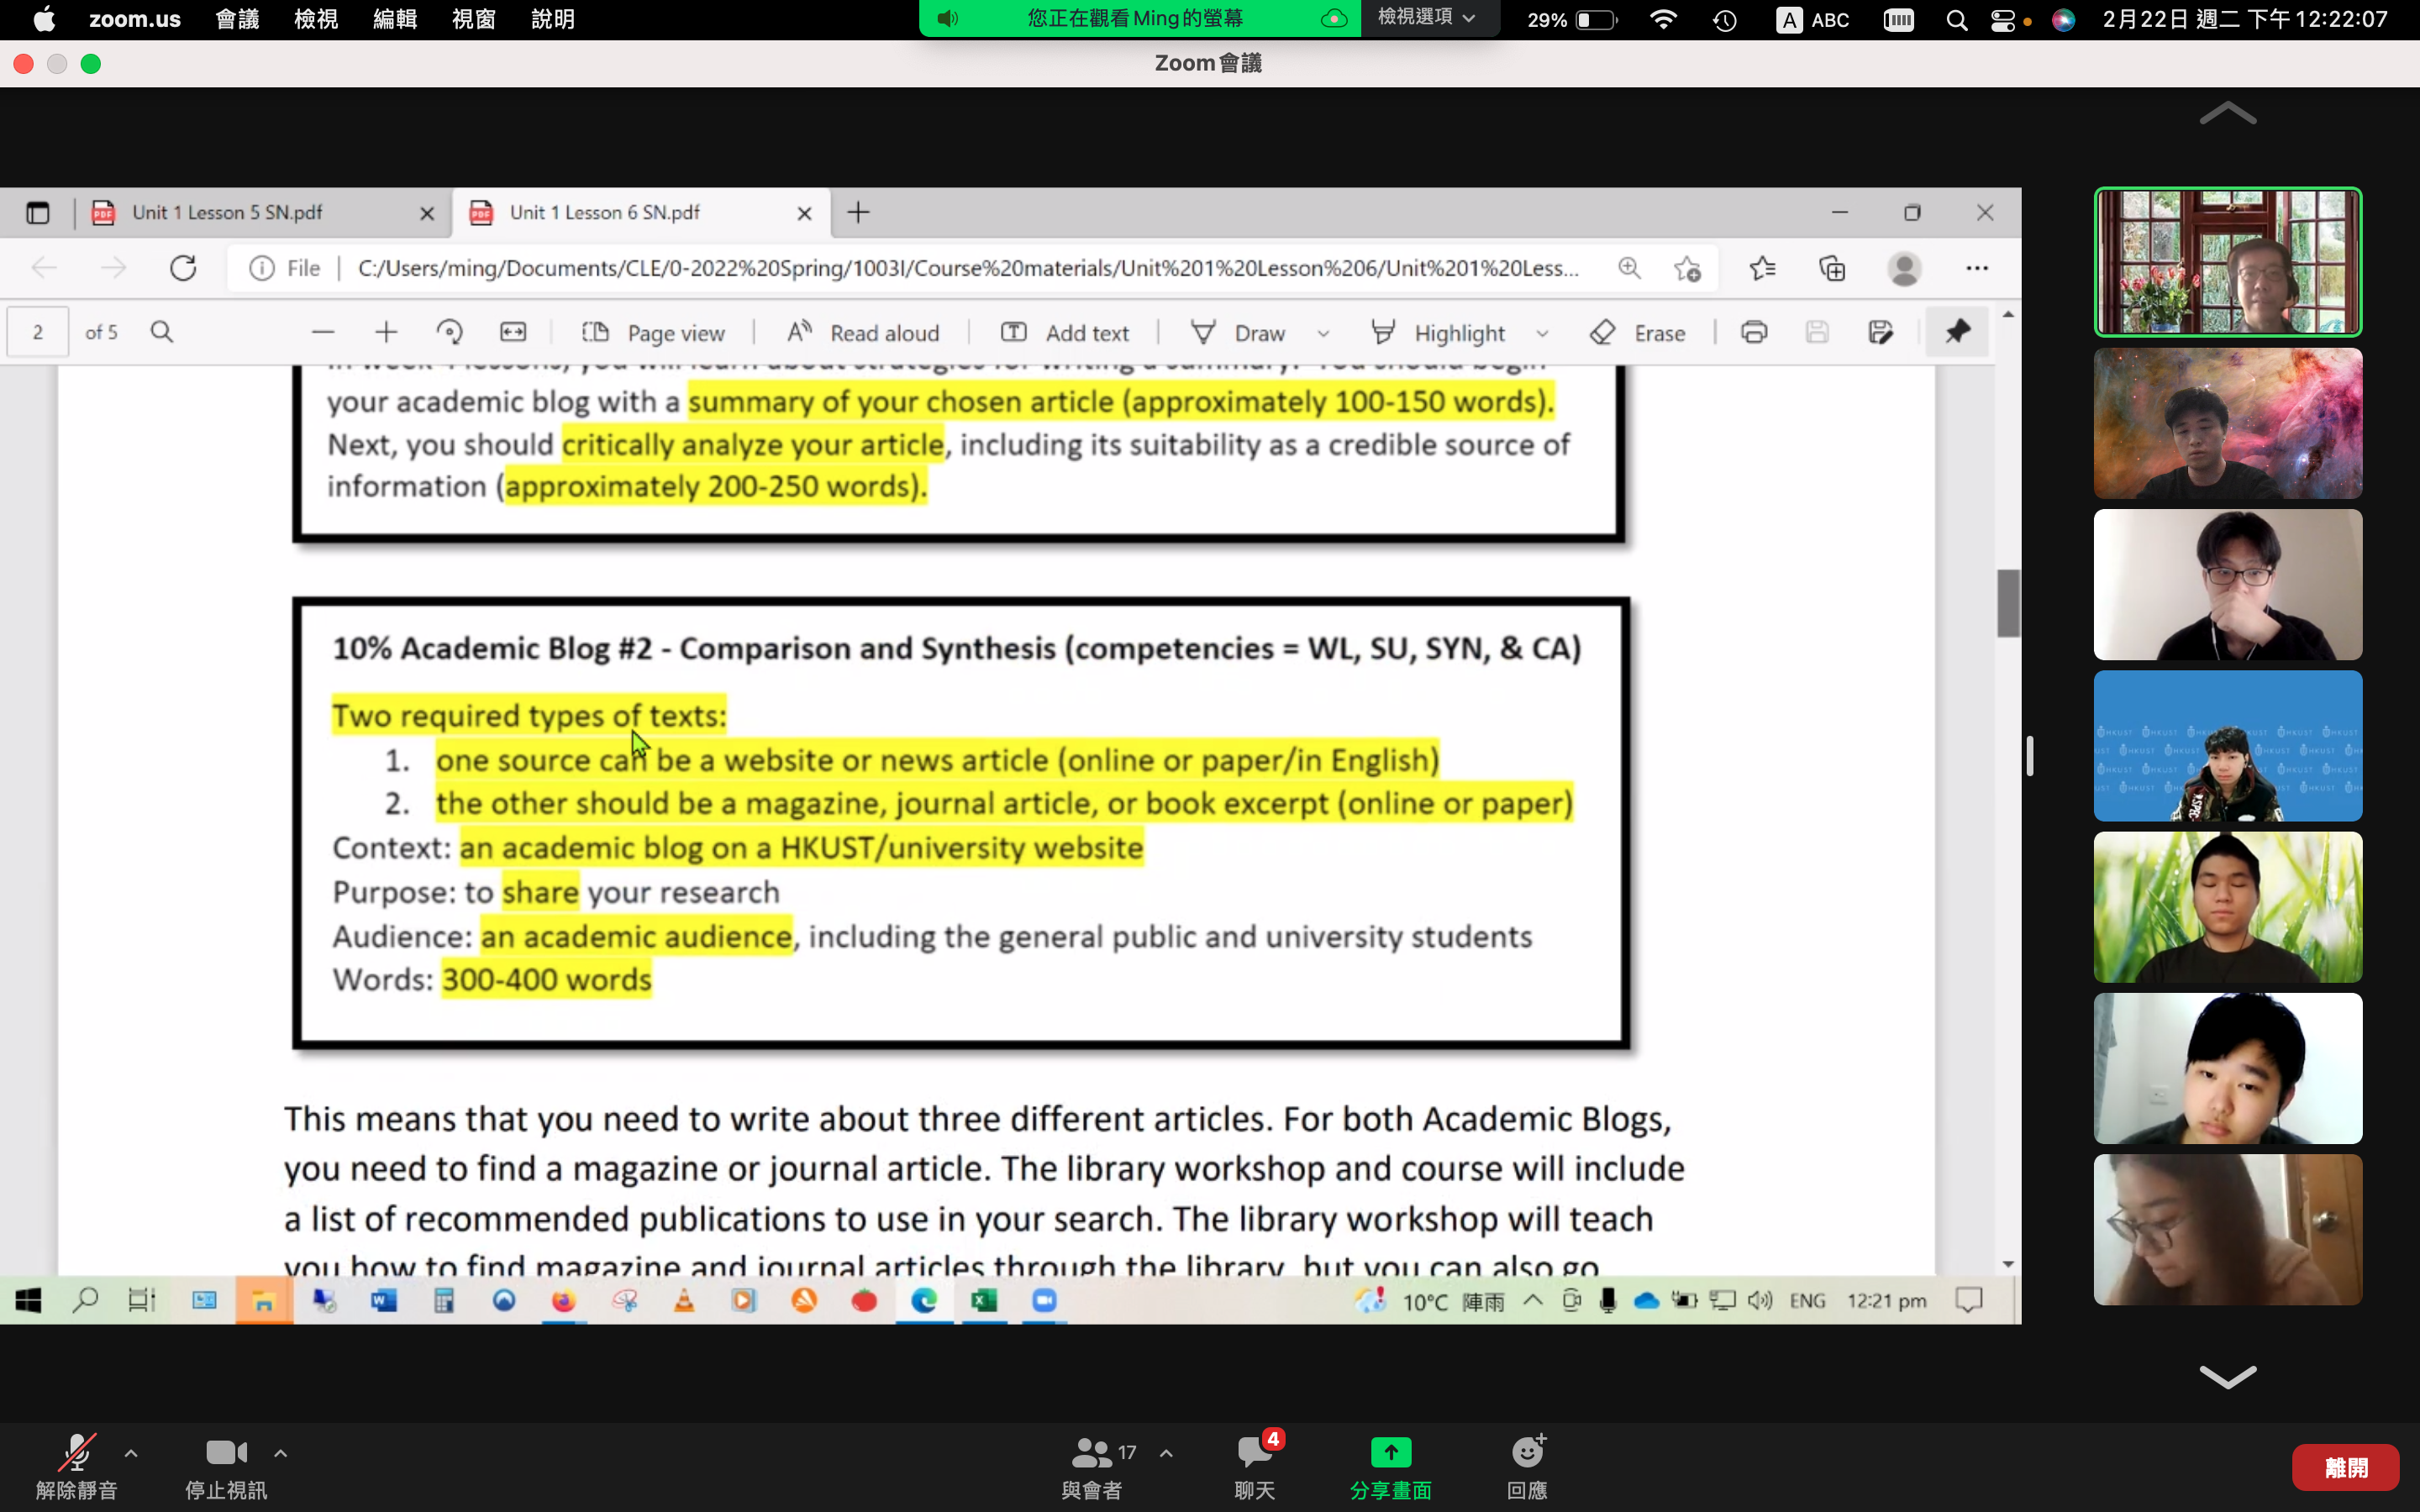 zoom.us 會議 檢視 編輯 視窗 說明
您正在觀看 Ming 的螢幕 檢視選項
29% A ABC 2月22日 週二 下午 12:22:07
Zoom 會議
Unit 1 Lesson 5 SN.pdf Unit 1 Lesson 6 SN.pdf
File C:/Users/ming/Documents/CLE/0-2022%20Spring/1003I/Course%20materials/Unit%201%20Lesson%206/Unit%201%20Less...
2 of 5 Page view Read aloud Add text Draw Highlight Erase
your academic blog with a summary of your chosen article (approximately 100-150 words).
Next, you should critically analyze your article, including its suitability as a credible source of
information (approximately 200-250 words).
10% Academic Blog #2 - Comparison and Synthesis (competencies = WL, SU, SYN, & CA)
Two required types of texts:
1. one source can be a website or news article (online or paper/in English)
2. the other should be a magazine, journal article, or book excerpt (online or paper)
Context: an academic blog on a HKUST/university website
Purpose: to share your research
Audience: an academic audience, including the general public and university students
Words: 300-400 words
This means that you need to write about three different articles. For both Academic Blogs,
you need to find a magazine or journal article. The library workshop and course will include
a list of recommended publications to use in your search. The library workshop will teach
you how to find magazine and journal articles through the library, but you can also go
10°C 陣雨 ENG 12:21 pm
17 4
解除靜音 停止視訊 與會者 聊天 分享畫面 回應 離開